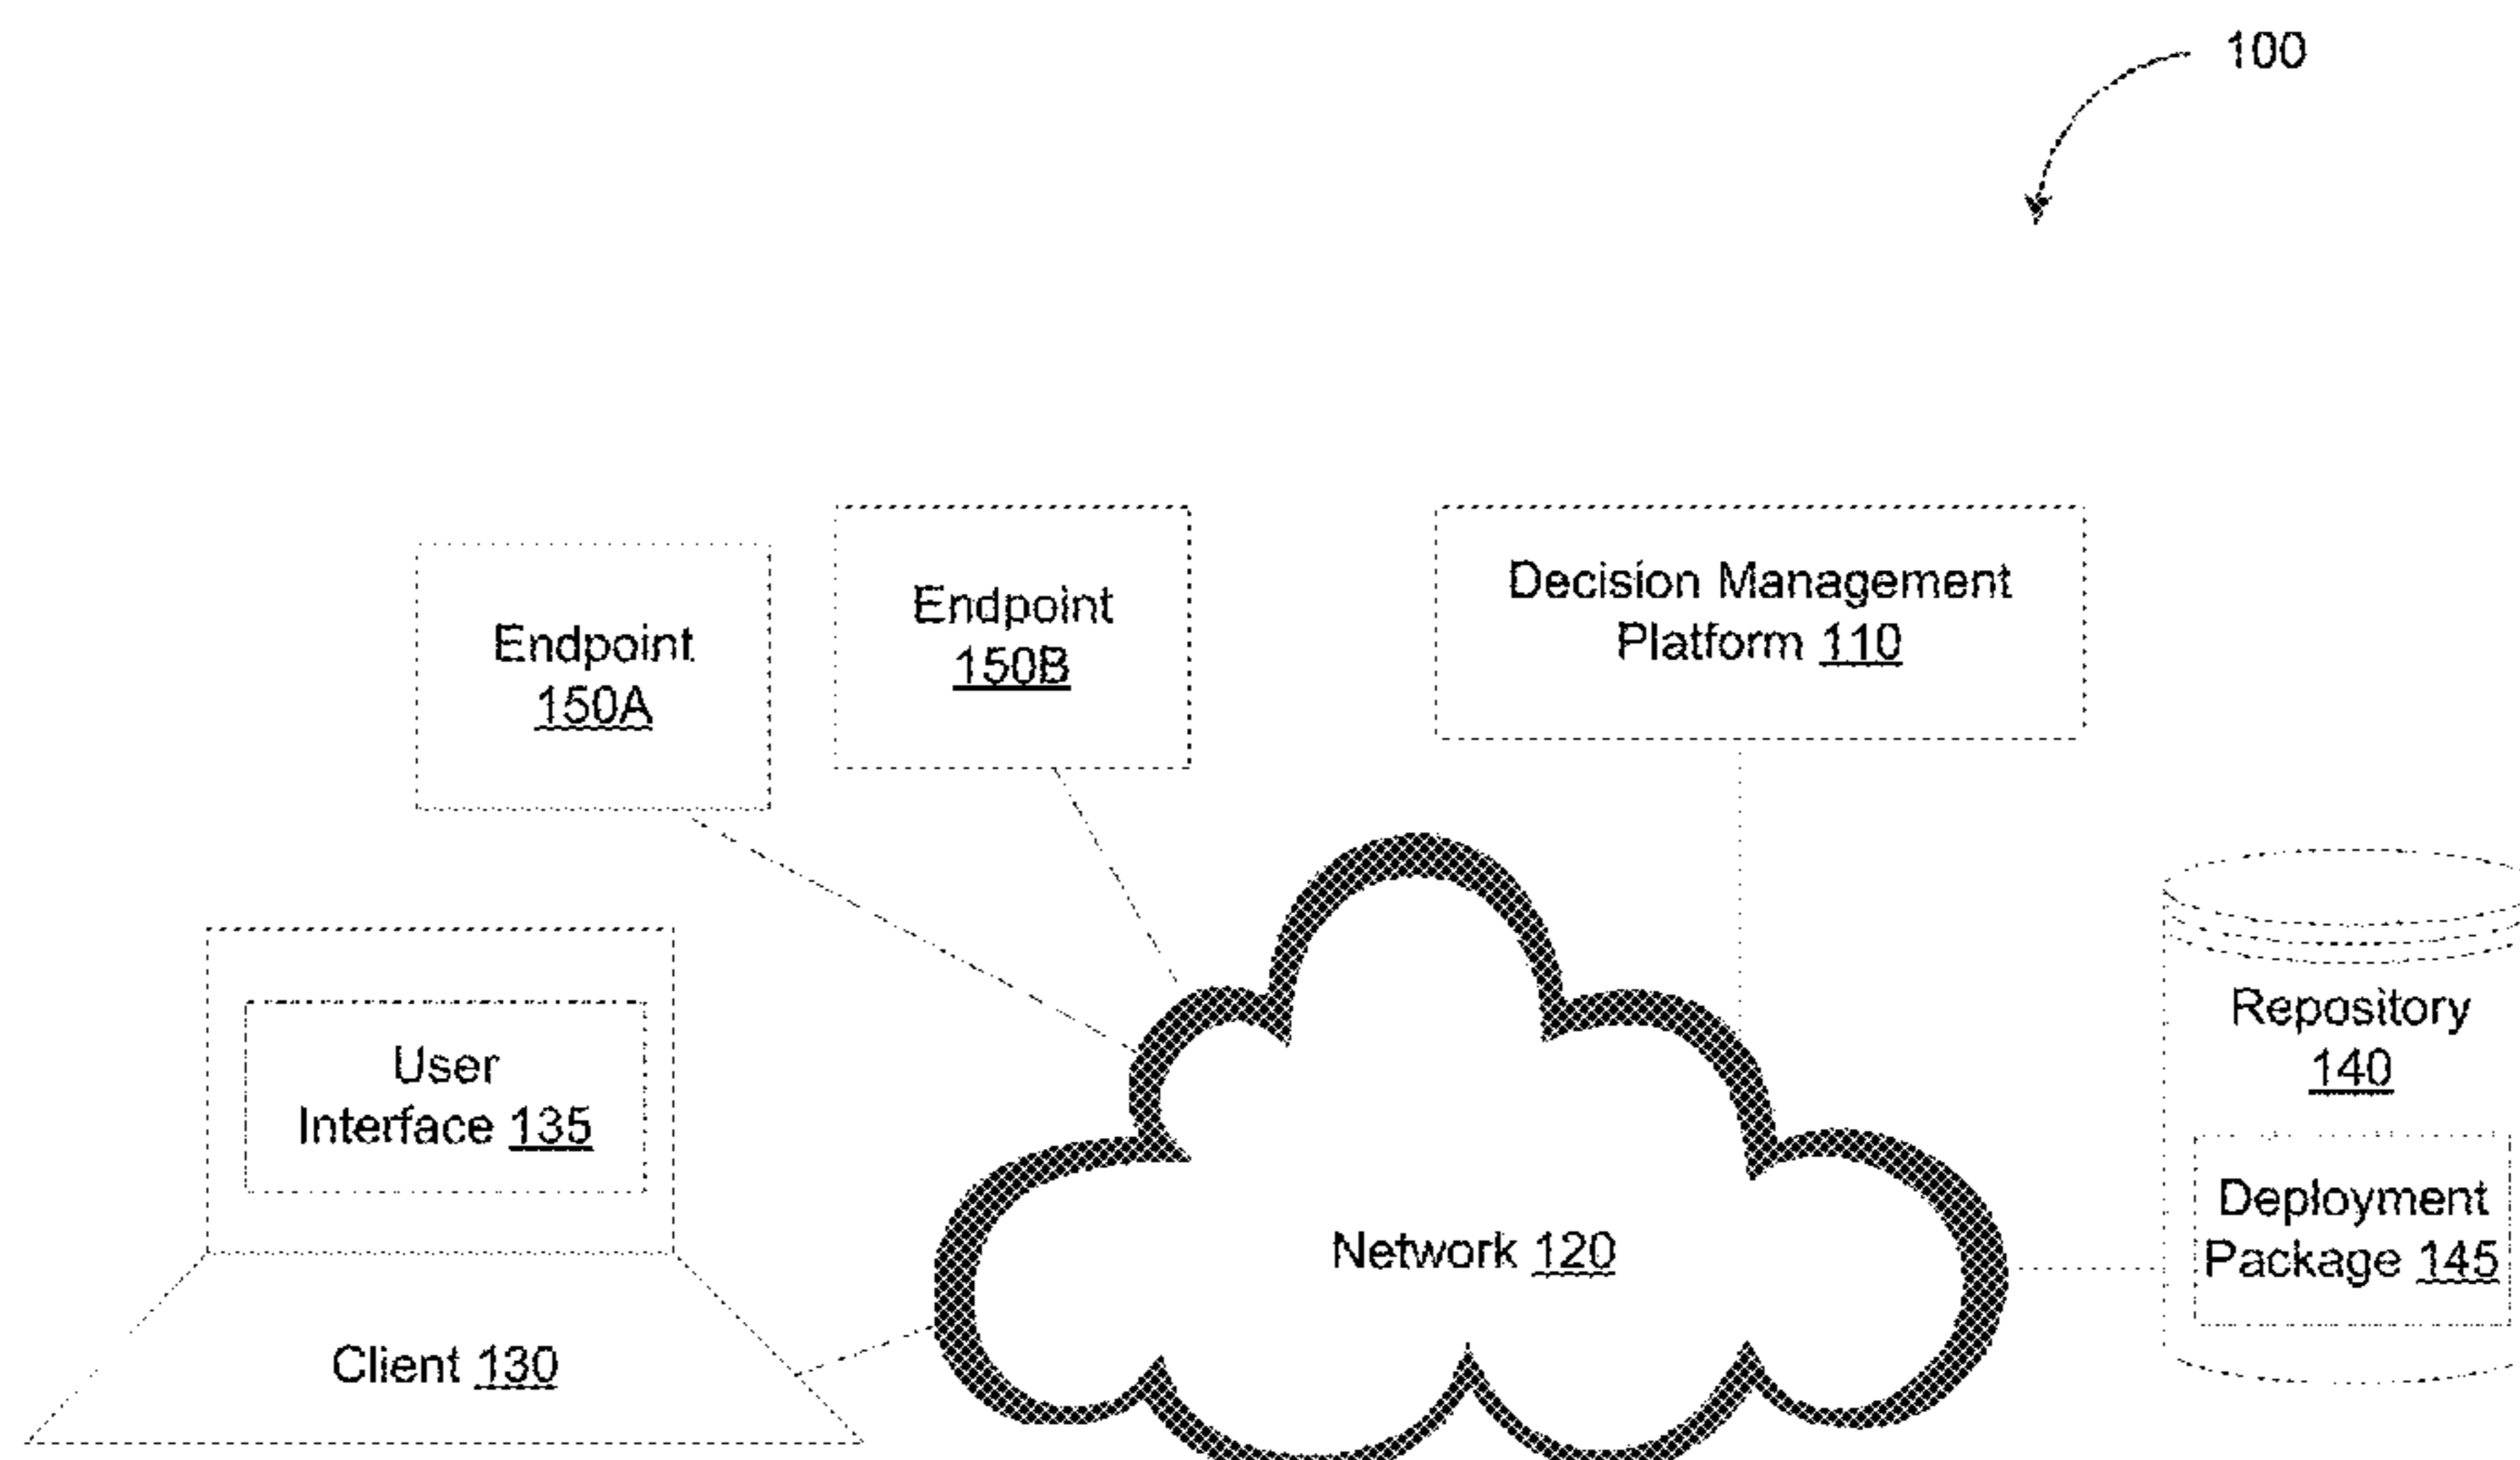 100
Endpoint
150A
Endpoint
150B
Decision Management
Platform 110
User
Interface 135
Client 130
Network 120
Repository
140
Deployment
Package 145